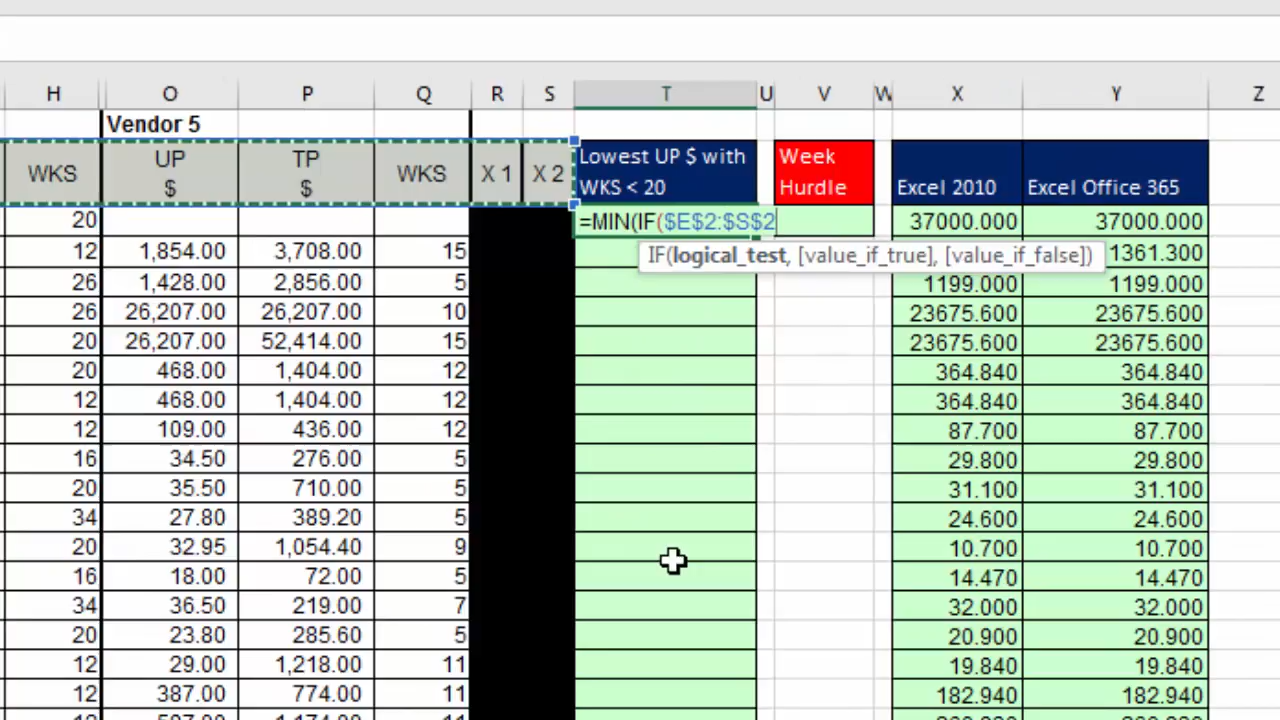 H O P Q R S T U V W X Y Z
Vendor 5
WKS UP $ TP $ WKS X 1 X 2 Lowest UP $ with WKS < 20 Week Hurdle Excel 2010 Excel Office 365
20 =MIN(IF($E$2:$S$2 37000.000 37000.000
IF(logical_test, [value_if_true], [value_if_false])
12 1,854.00 3,708.00 15 1361.300
26 1,428.00 2,856.00 5 1199.000 1199.000
26 26,207.00 26,207.00 10 23675.600 23675.600
20 26,207.00 52,414.00 15 23675.600 23675.600
20 468.00 1,404.00 12 364.840 364.840
12 468.00 1,404.00 12 364.840 364.840
12 109.00 436.00 12 87.700 87.700
16 34.50 276.00 5 29.800 29.800
20 35.50 710.00 5 31.100 31.100
34 27.80 389.20 5 24.600 24.600
20 32.95 1,054.40 9 10.700 10.700
16 18.00 72.00 5 14.470 14.470
34 36.50 219.00 7 32.000 32.000
20 23.80 285.60 5 20.900 20.900
12 29.00 1,218.00 11 19.840 19.840
12 387.00 774.00 11 182.940 182.940